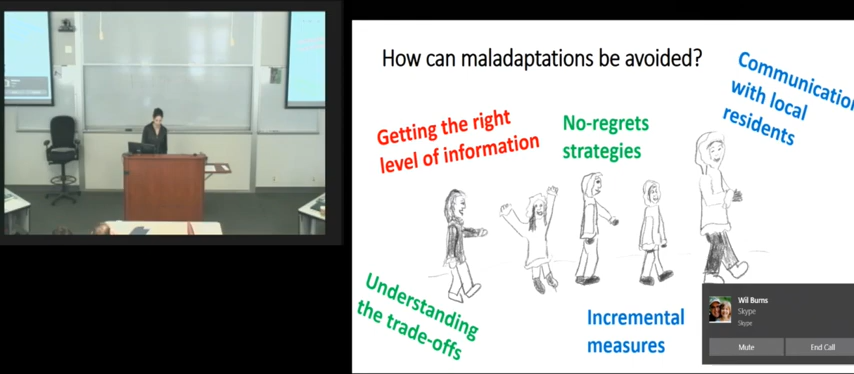 How can maladaptations be avoided?
Getting the right
level of information
No-regrets
strategies
Communication
with local
residents
Understanding
the trade-offs
Incremental
measures
Wil Burns
Skype
Skype
Mute
End Call